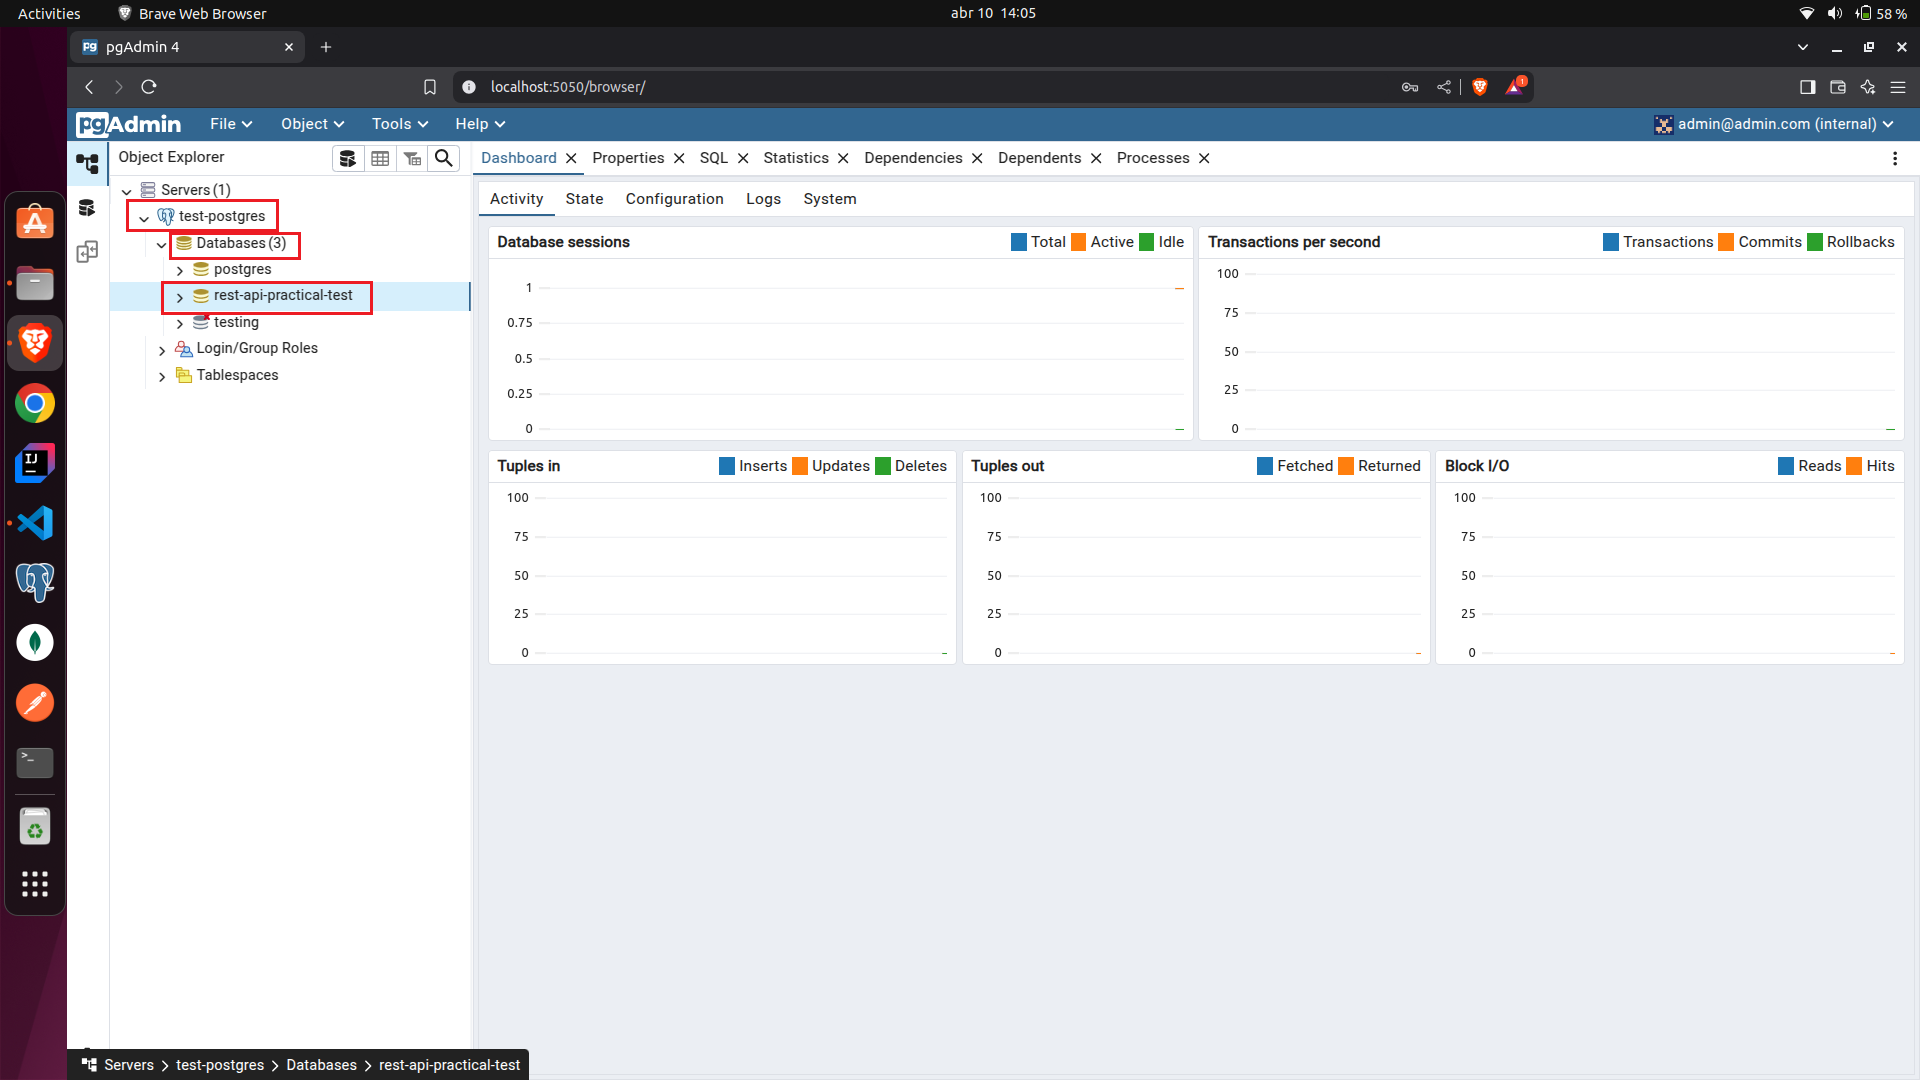 Activities Brave Web Browser abr 10 14:05 58 %
pgAdmin 4
localhost:5050/browser/ 1
pgAdmin File Object Tools Help admin@admin.com (internal)
Object Explorer
Dashboard Properties SQL Statistics Dependencies Dependents Processes
Servers (1)
test-postgres
Databases (3)
postgres
rest-api-practical-test
testing
Login/Group Roles
Tablespaces
Activity State Configuration Logs System
Database sessions Total Active Idle
1
0.75
0.5
0.25
0
Transactions per second Transactions Commits Rollbacks
100
75
50
25
0
Tuples in Inserts Updates Deletes
100
75
50
25
0
Tuples out Fetched Returned
100
75
50
25
0
Block I/O Reads Hits
100
75
50
25
0
Servers > test-postgres > Databases > rest-api-practical-test